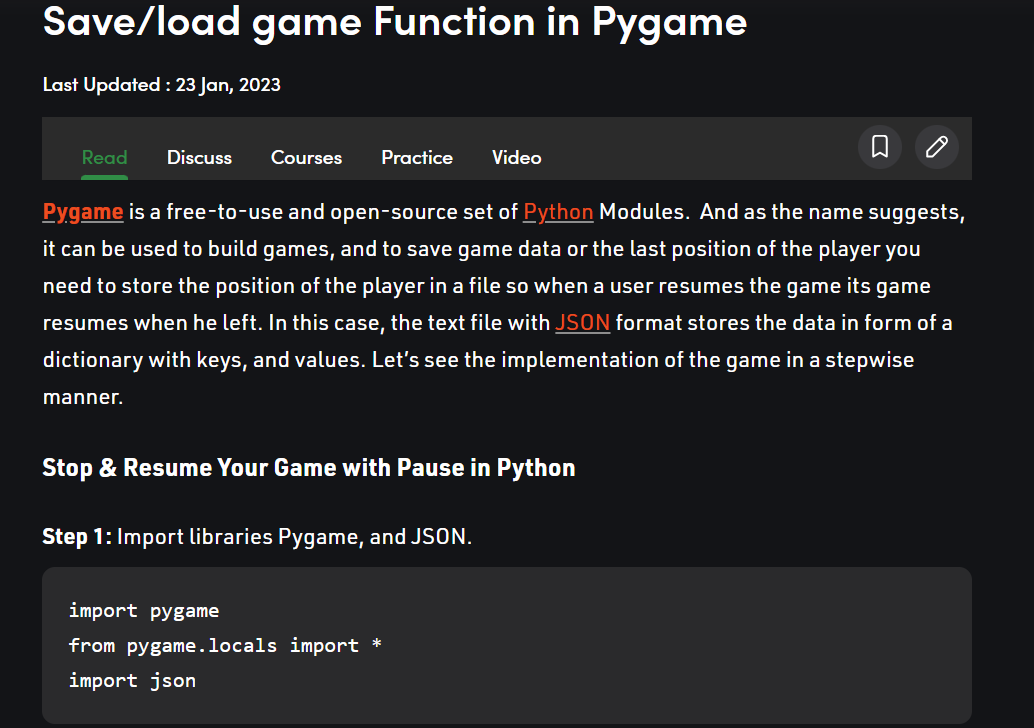 Save/load game Function in Pygame
Last Updated : 23 Jan, 2023
Read Discuss Courses Practice Video
Pygame is a free-to-use and open-source set of Python Modules.  And as the name suggests,
it can be used to build games, and to save game data or the last position of the player you
need to store the position of the player in a file so when a user resumes the game its game
resumes when he left. In this case, the text file with JSON format stores the data in form of a
dictionary with keys, and values. Let’s see the implementation of the game in a stepwise
manner.
Stop & Resume Your Game with Pause in Python
Step 1: Import libraries Pygame, and JSON.
import pygame
from pygame.locals import *
import json